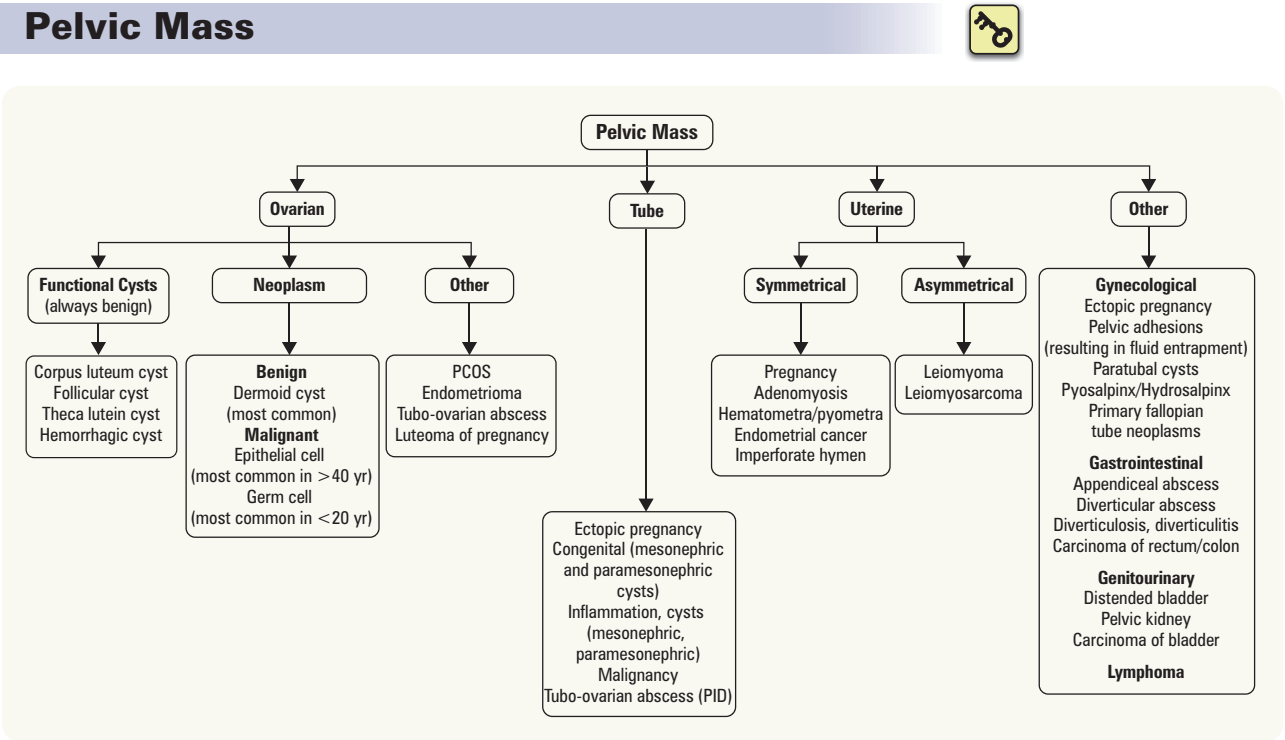 Pelvic Mass
Pelvic Mass
Ovarian
Tube
Uterine
Other
Functional Cysts
(always benign)
Neoplasm
Other
Symmetrical
Asymmetrical
Corpus luteum cyst
Follicular cyst
Theca lutein cyst
Hemorrhagic cyst
Benign
Dermoid cyst
(most common)
Malignant
Epithelial cell
(most common in >40 yr)
Germ cell
(most common in <20 yr)
PCOS
Endometrioma
Tubo-ovarian abscess
Luteoma of pregnancy
Ectopic pregnancy
Congenital (mesonephric
and paramesonephric
cysts)
Inflammation, cysts
(mesonephric,
paramesonephric)
Malignancy
Tubo-ovarian abscess (PID)
Pregnancy
Adenomyosis
Hematometra/pyometra
Endometrial cancer
Imperforate hymen
Leiomyoma
Leiomyosarcoma
Gynecological
Ectopic pregnancy
Pelvic adhesions
(resulting in fluid entrapment)
Paratubal cysts
Pyosalpinx/Hydrosalpinx
Primary fallopian
tube neoplasms
Gastrointestinal
Appendiceal abscess
Diverticular abscess
Diverticulosis, diverticulitis
Carcinoma of rectum/colon
Genitourinary
Distended bladder
Pelvic kidney
Carcinoma of bladder
Lymphoma